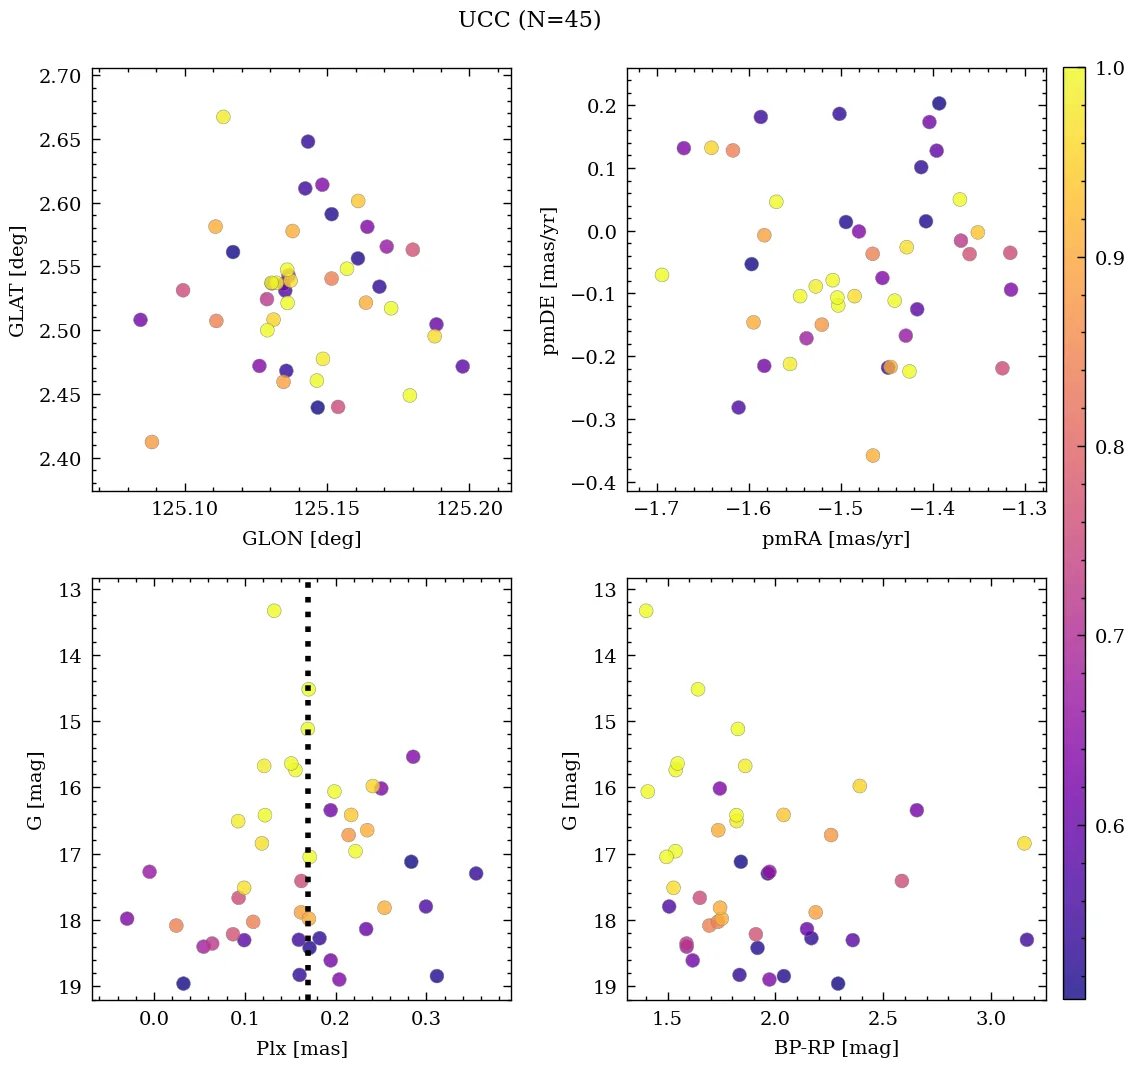 UCC (N=45)
2.70
2.65
2.60
2.55
2.50
2.45
2.40
GLAT [deg]
125.10 125.15 125.20
GLON [deg]
0.2
0.1
0.0
−0.1
−0.2
−0.3
−0.4
pmDE [mas/yr]
−1.7 −1.6 −1.5 −1.4 −1.3
pmRA [mas/yr]
13
14
15
16
17
18
19
G [mag]
0.0 0.1 0.2 0.3
Plx [mas]
13
14
15
16
17
18
19
G [mag]
1.5 2.0 2.5 3.0
BP-RP [mag]
1.0
0.9
0.8
0.7
0.6